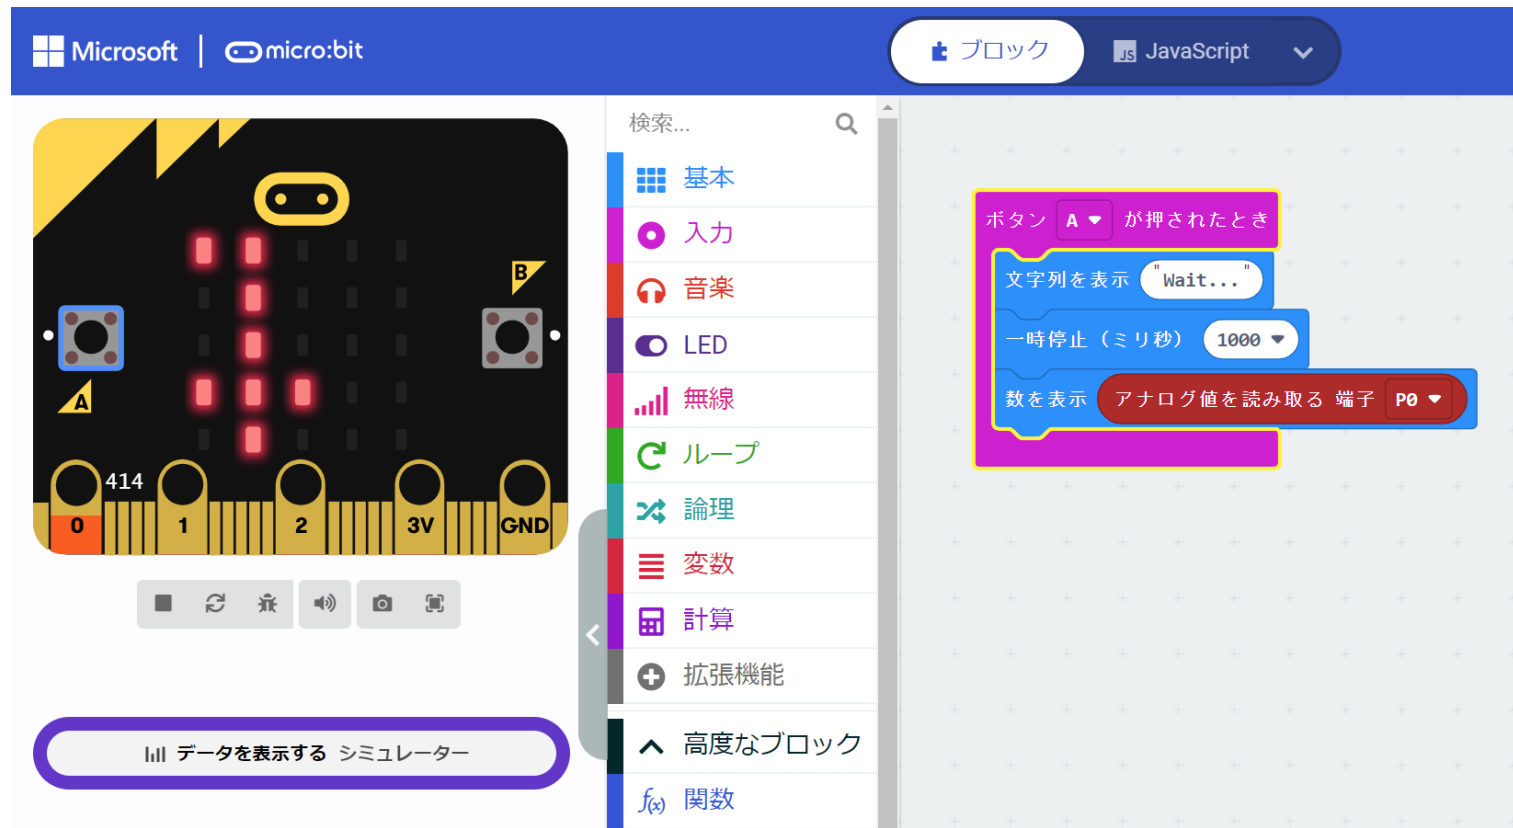 Microsoft micro:bit
ブロック
JS JavaScript
検索...
基本
入力
音楽
LED
無線
ループ
論理
変数
計算
拡張機能
高度なブロック
f(x) 関数
B
A
414
0 1 2 3V GND
データを表示する シミュレーター
ボタン A が押されたとき
文字列を表示 "Wait..."
一時停止（ミリ秒） 1000
数を表示 アナログ値を読み取る 端子 P0